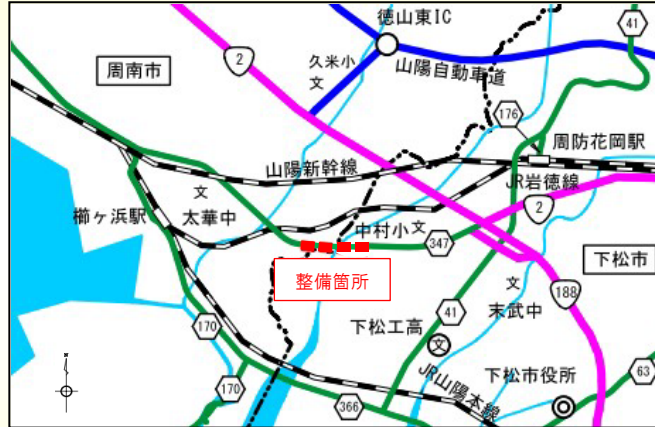 徳山東IC
41
2
久米小
文
山陽自動車道
周南市
176
周防花岡駅
山陽新幹線
文
JR岩徳線
櫛ヶ浜駅
太華中
中村小
文
2
347
下松市
整備箇所
文
188
末武中
170
下松工高
41
文
JR山陽本線
下松市役所
63
170
366